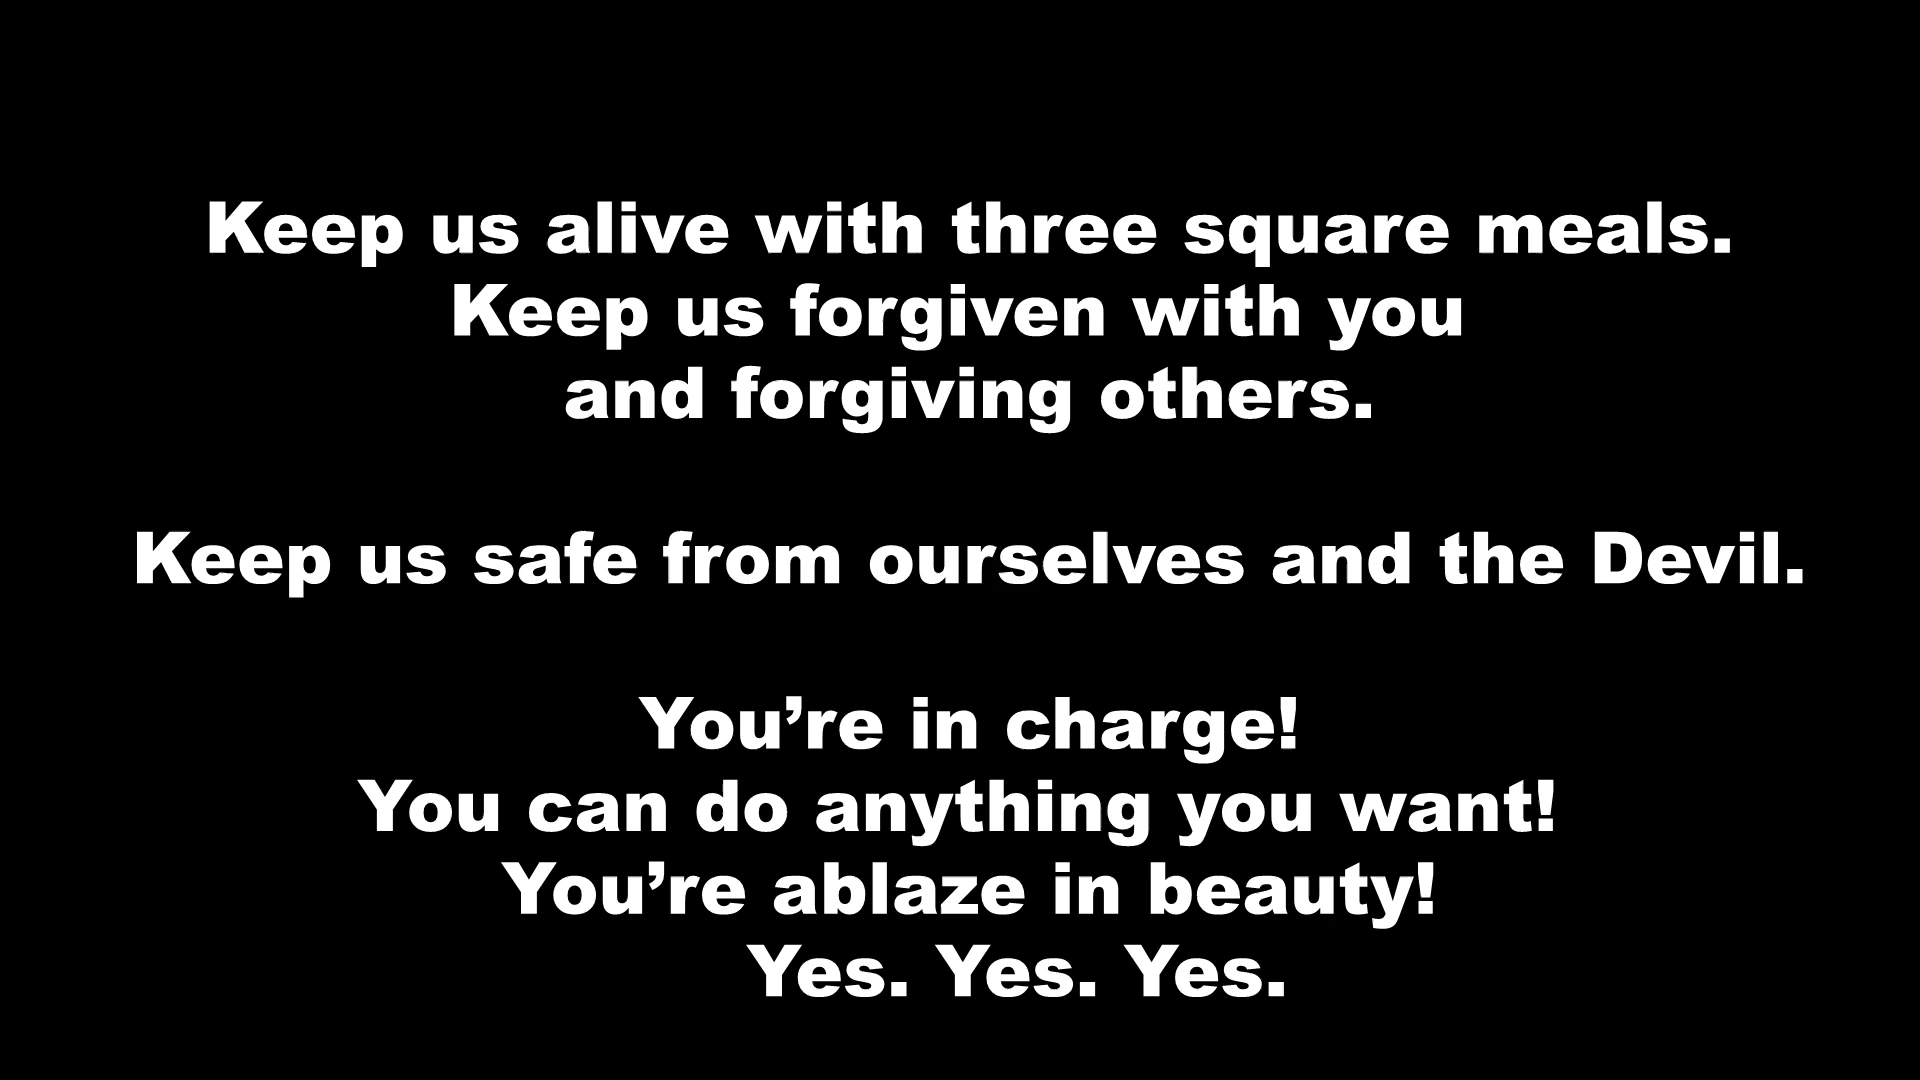 Keep us alive with three square meals.
Keep us forgiven with you
and forgiving others.
Keep us safe from ourselves and the Devil.
You’re in charge!
You can do anything you want!
You’re ablaze in beauty!
Yes. Yes. Yes.